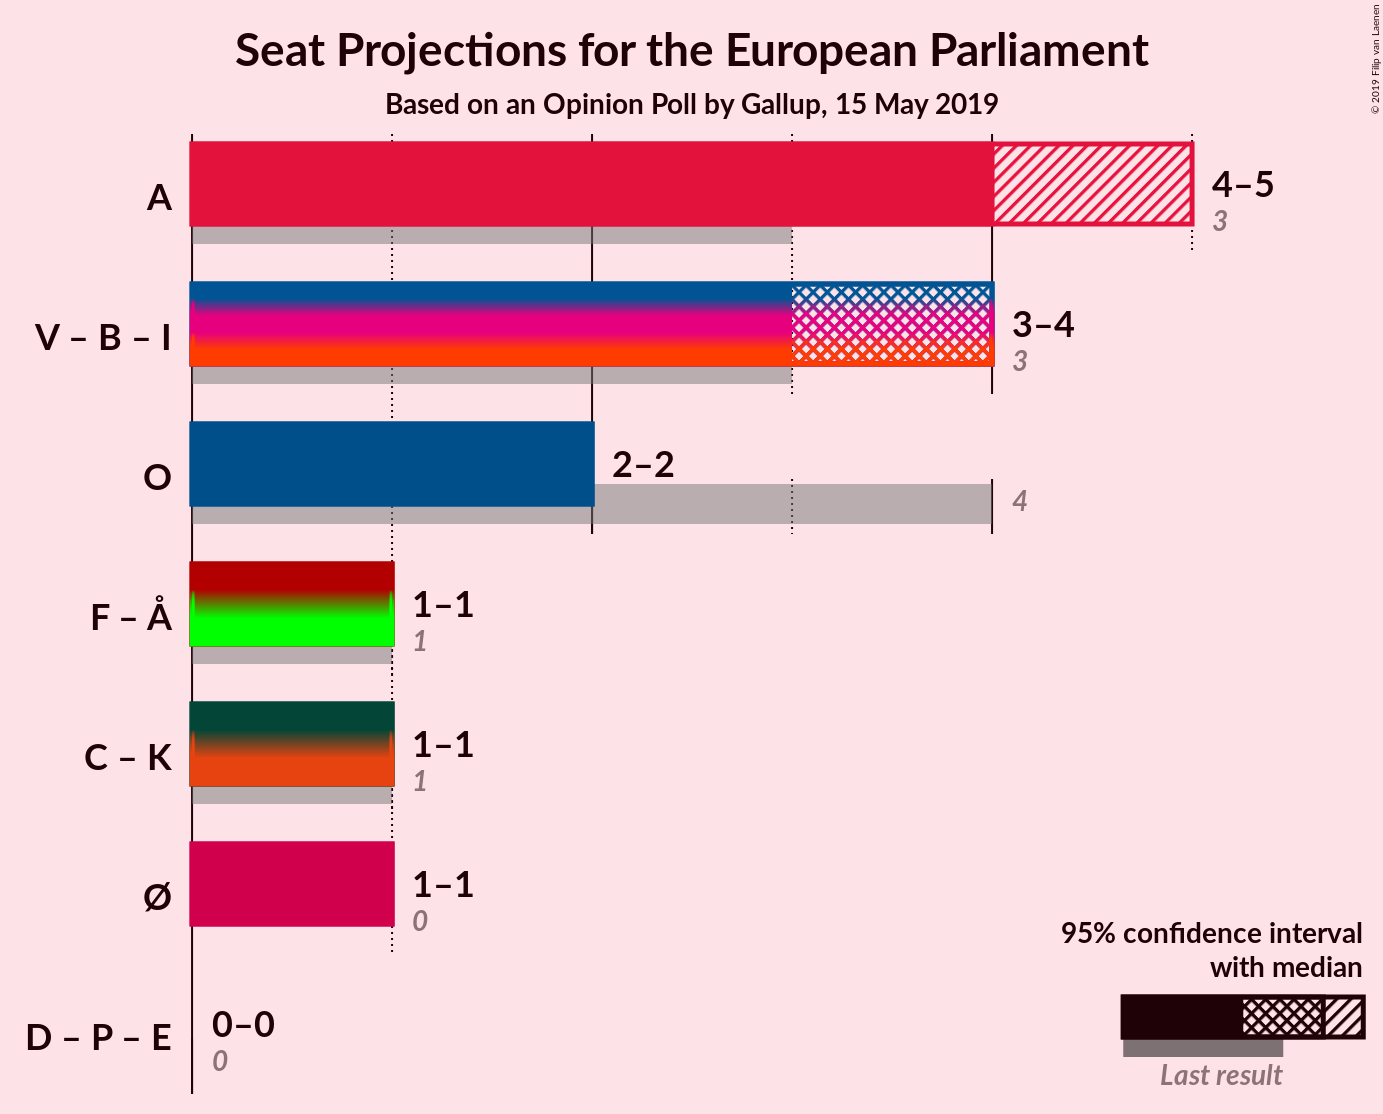 Seat Projections for the European Parliament
Based on an Opinion Poll by Gallup, 15 May 2019
© 2019 Filip van Laenen
A
4–5
3
V – B – I
3–4
3
O
2–2
4
F – Å
1–1
1
C – K
1–1
1
Ø
1–1
0
D – P – E
0–0
0
95% confidence interval
with median
Last result